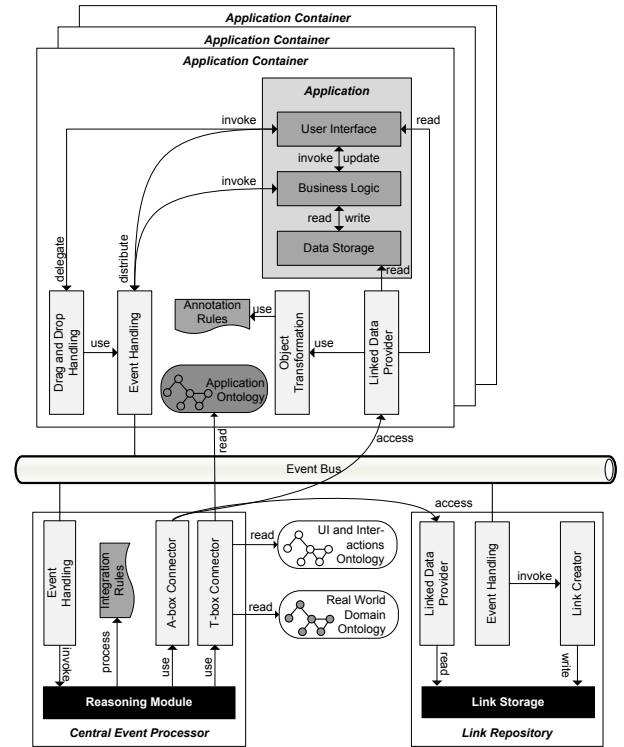 Application Container
Application Container
Application Container
Application
invoke
User Interface
read
invoke update
invoke
Business Logic
read write
Data Storage
read
delegate
distribute
Drag and Drop
Handling
use
Event Handling
Annotation
Rules
use
Object
Transformation
use
Linked Data
Provider
Application
Ontology
read
access
Event Bus
access
Event
Handling
Integration
Rules
A-box Connector
T-box Connector
read
UI and Inter-
actions
Ontology
read
Real World
Domain
Ontology
Linked Data
Provider
Event Handling
invoke
Link Creator
invoke
process
use
use
read
write
Reasoning Module
Link Storage
Central Event Processor
Link Repository